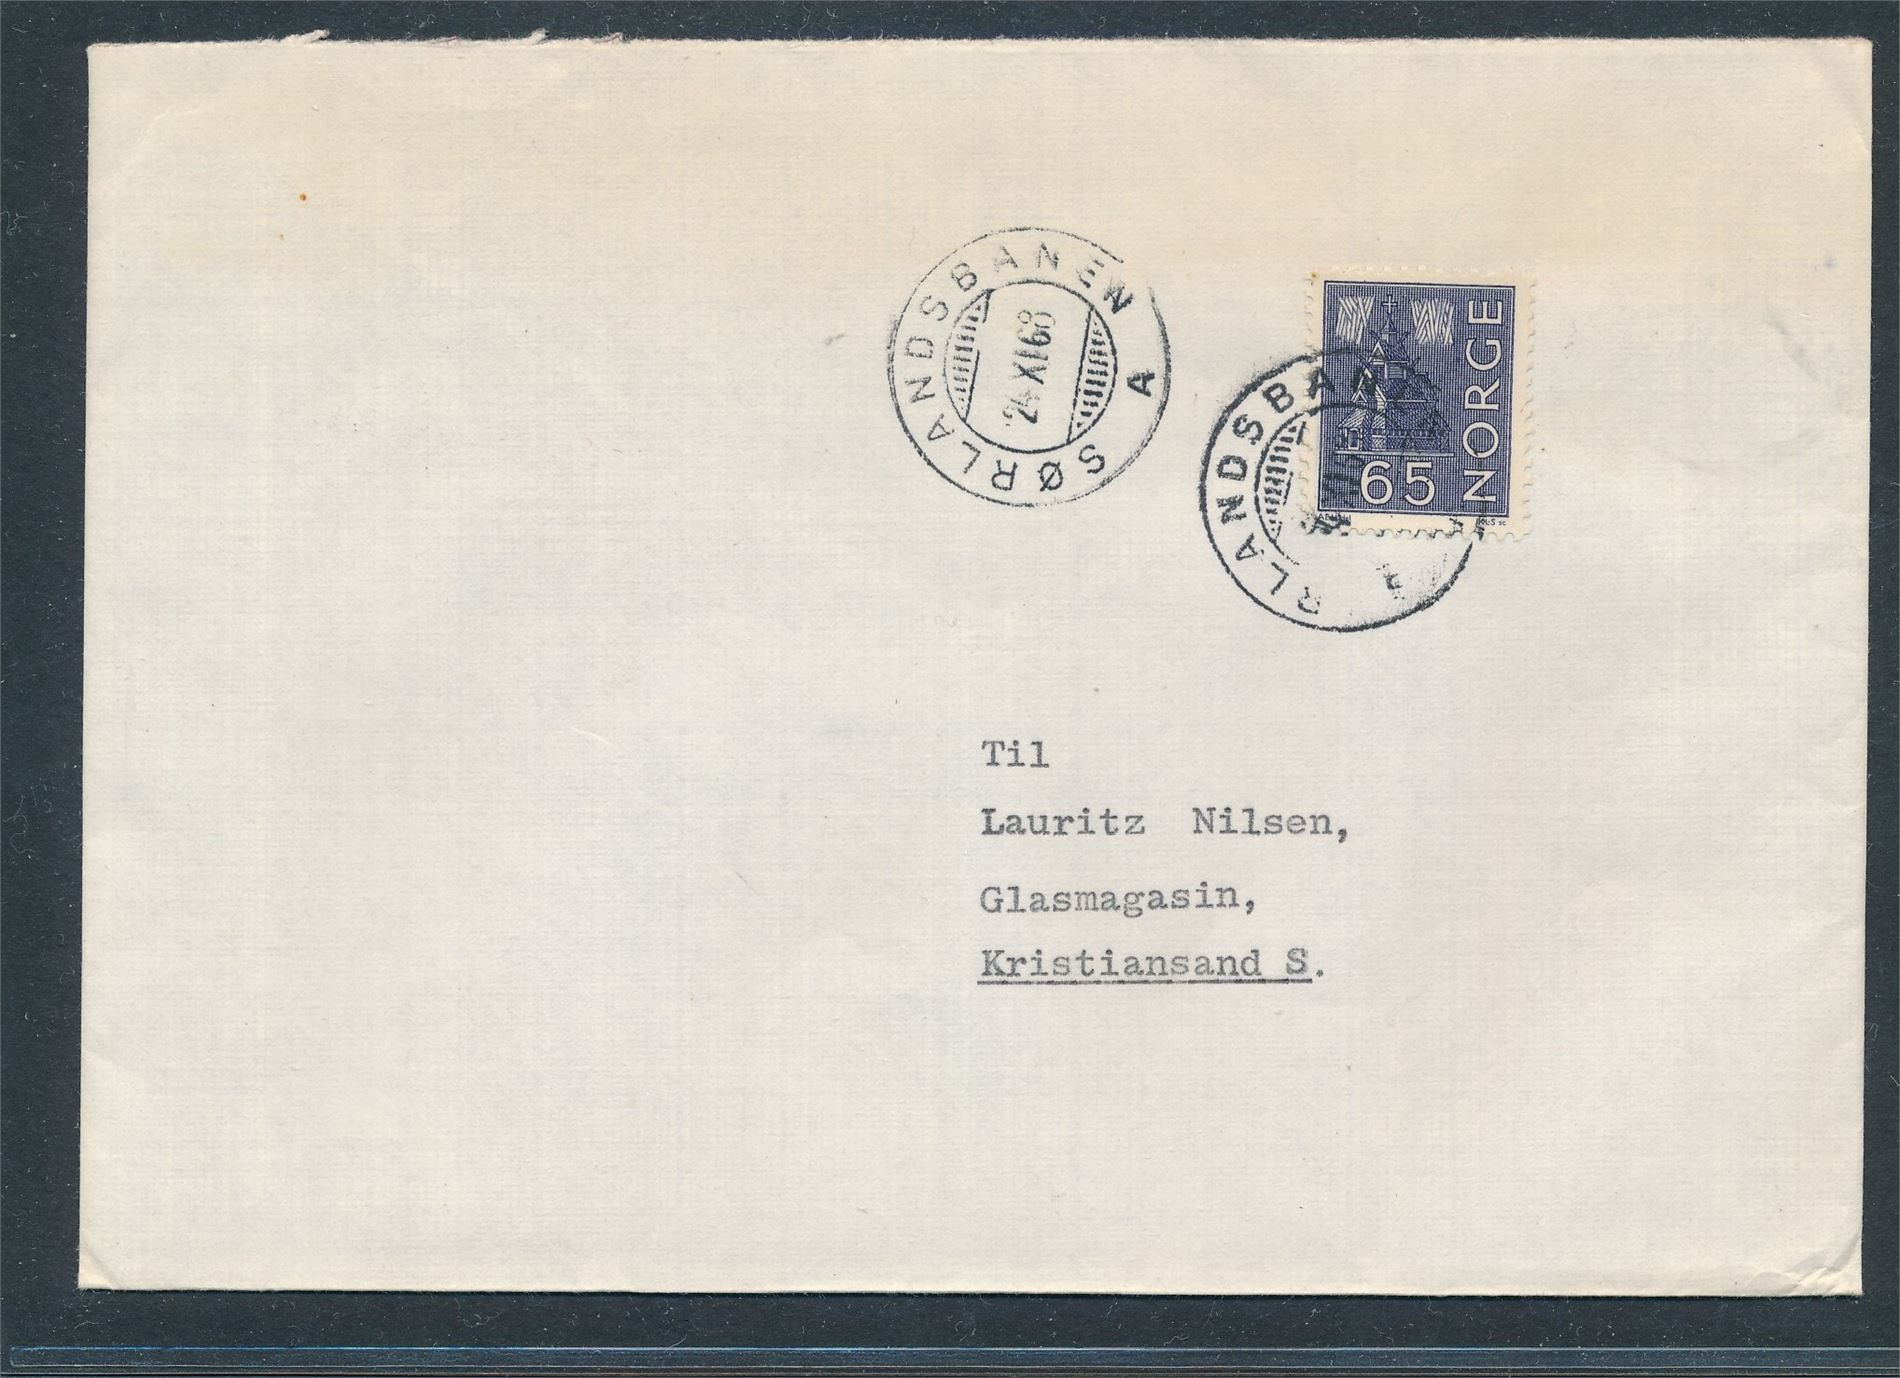 SØRLANDSBANEN A
24 XI 68
NORGE
65
RLANDSBAN
Til
Lauritz Nilsen,
Glasmagasin,
Kristiansand S.